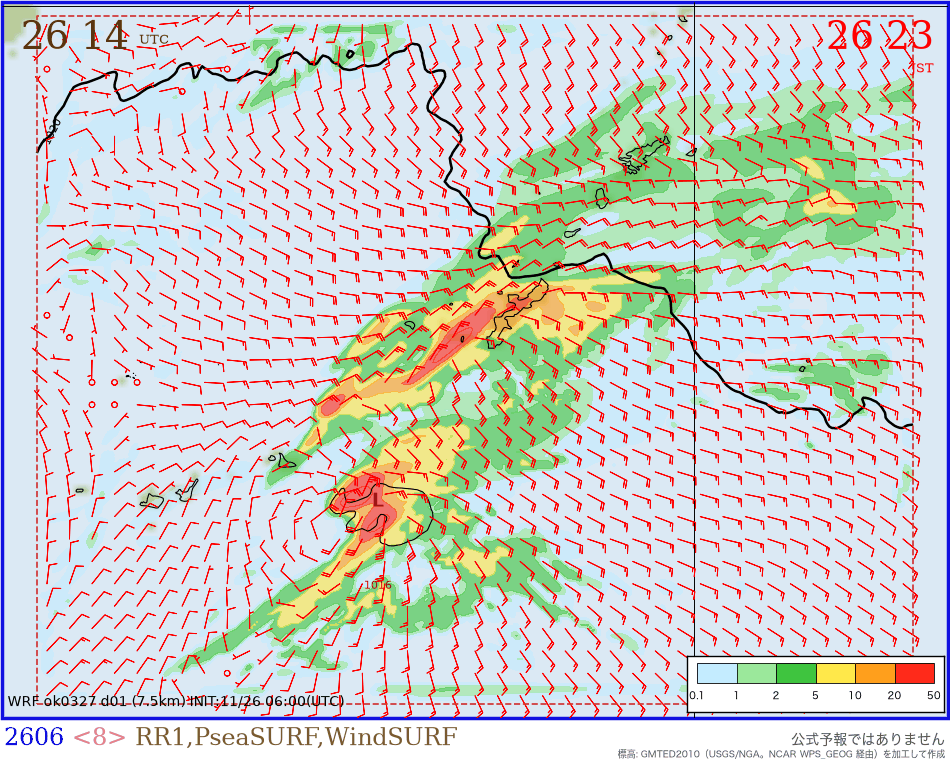 26 14 UTC
26 23
JST
1020
L
1016
0.1 1 2 5 10 20 50
WRF ok0327 d01 (7.5km) INIT:11/26 06:00(UTC)
2606 <8> RR1,PseaSURF,WindSURF
公式予報ではありません
標高: GMTED2010（USGS/NGA。NCAR WPS_GEOG 経由）を加工して作成